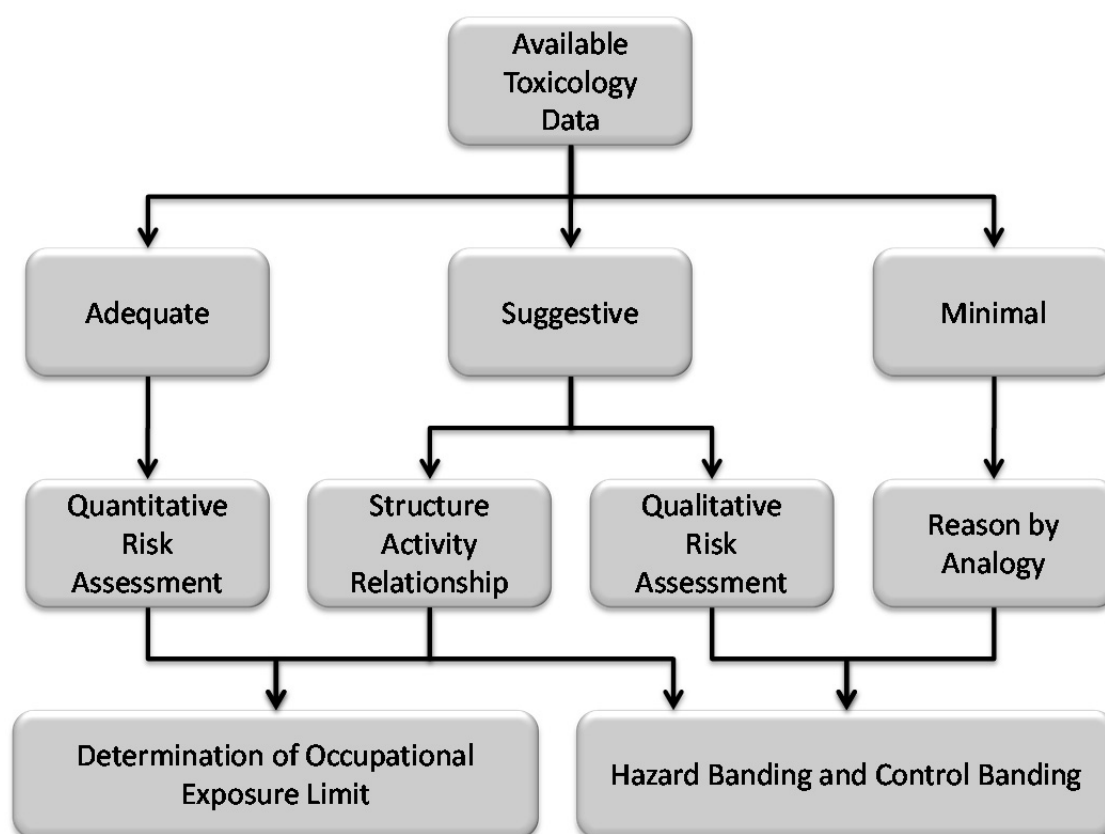 Available
Toxicology
Data
Adequate
Suggestive
Minimal
Quantitative
Risk
Assessment
Structure
Activity
Relationship
Qualitative
Risk
Assessment
Reason by
Analogy
Determination of Occupational
Exposure Limit
Hazard Banding and Control Banding